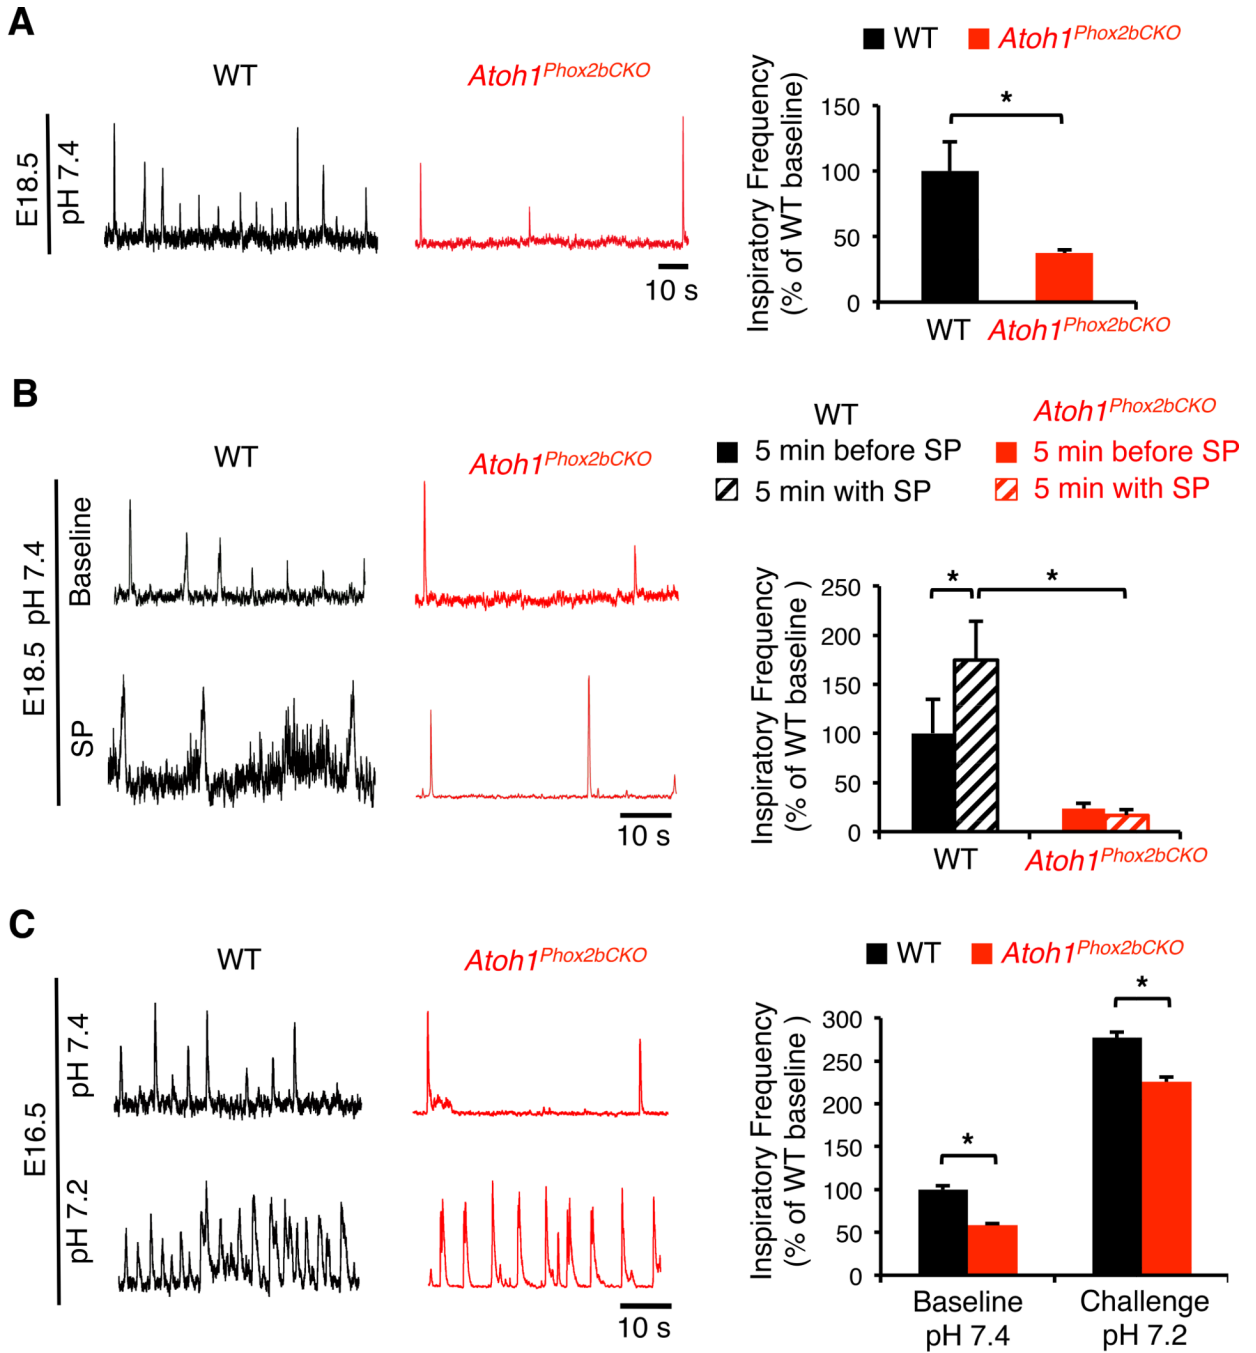 A
WT
Atoh1Phox2bCKO
E18.5
pH 7.4
10 s
WT
Atoh1Phox2bCKO
Inspiratory Frequency
(% of WT baseline)
150
100
50
0
WT
Atoh1Phox2bCKO
B
WT
Atoh1Phox2bCKO
E18.5 pH 7.4
Baseline
SP
10 s
WT
Atoh1Phox2bCKO
5 min before SP
5 min before SP
5 min with SP
5 min with SP
Inspiratory Frequency
(% of WT baseline )
250
200
150
100
50
0
*
*
WT
Atoh1Phox2bCKO
C
WT
Atoh1Phox2bCKO
E16.5
pH 7.4
pH 7.2
10 s
WT
Atoh1Phox2bCKO
Inspiratory Frequency
(% of WT baseline )
300
250
200
150
100
50
0
*
*
Baseline
pH 7.4
Challenge
pH 7.2